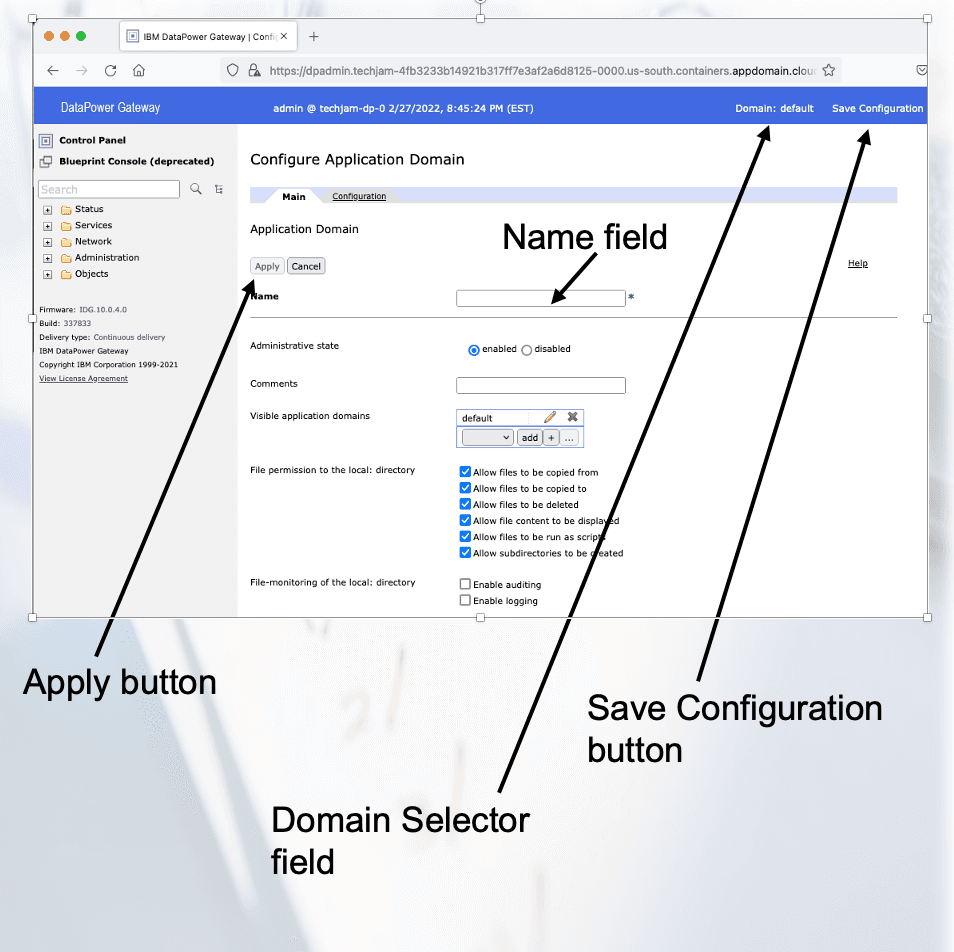 IBM DataPower Gateway | Config
https://dpadmin.techjam-4fb3233b14921b317ff7e3af2a6d8125-0000.us-south.containers.appdomain.clou
DataPower Gateway
admin @ techjam-dp-0 2/27/2022, 8:45:24 PM (EST)
Domain: default
Save Configuration
Control Panel
Blueprint Console (deprecated)
Search
Status
Services
Network
Administration
Objects
Firmware: IDG.10.0.4.0
Build: 337833
Delivery type: Continuous delivery
IBM DataPower Gateway
Copyright IBM Corporation 1999-2021
View License Agreement
Configure Application Domain
Main
Configuration
Application Domain
Name field
Apply
Cancel
Help
Name
*
Administrative state
enabled
disabled
Comments
Visible application domains
default
add
+
...
File permission to the local: directory
Allow files to be copied from
Allow files to be copied to
Allow files to be deleted
Allow file content to be displayed
Allow files to be run as scripts
Allow subdirectories to be created
File-monitoring of the local: directory
Enable auditing
Enable logging
Apply button
Save Configuration
button
Domain Selector
field